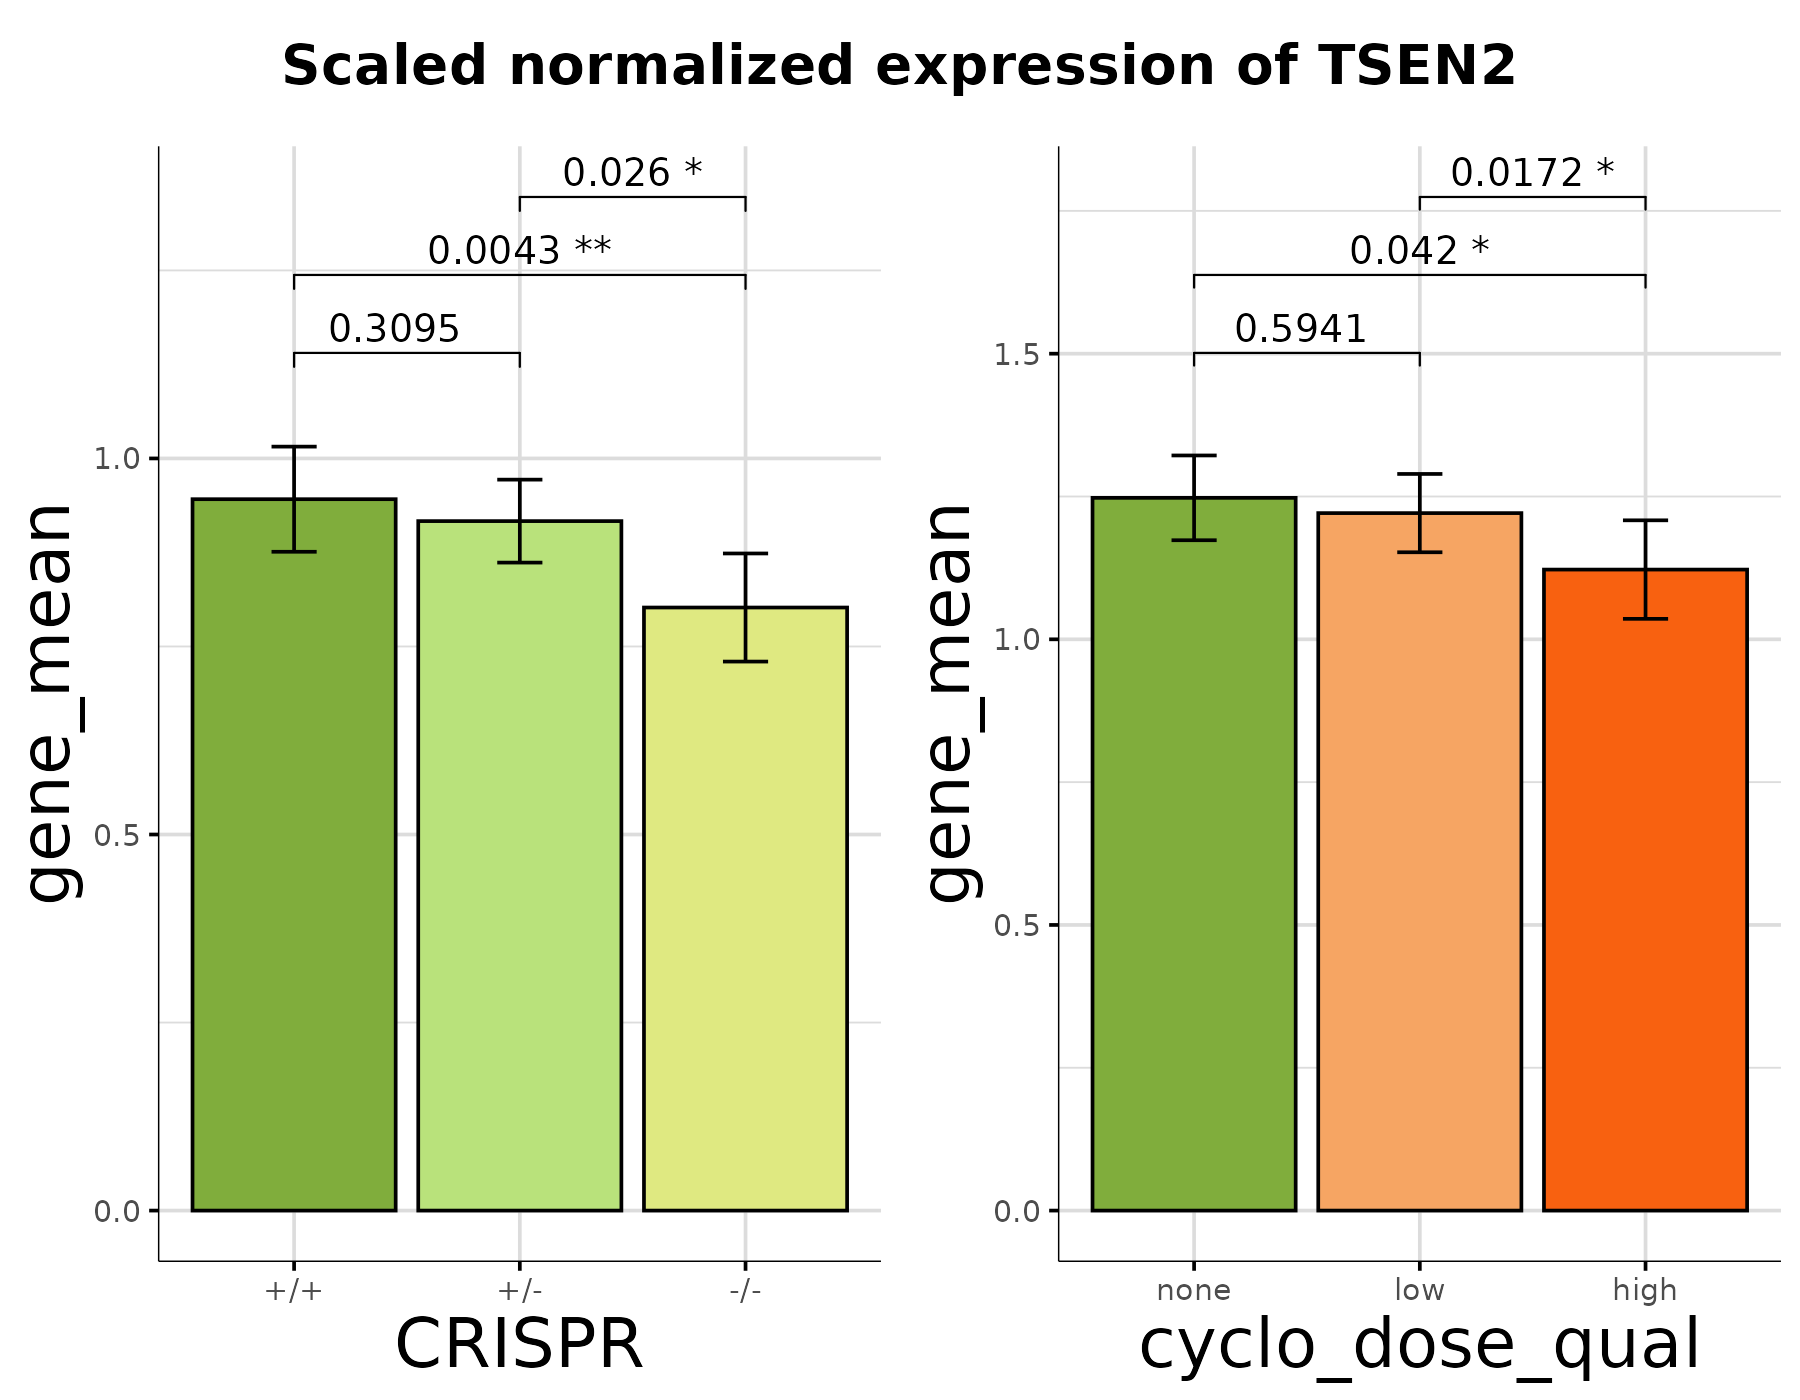 Scaled normalized expression of TSEN2
0.026 *
0.0043 **
0.3095
1.0
0.5
0.0
gene_mean
+/+ +/- -/-
CRISPR
0.0172 *
0.042 *
0.5941
1.5
1.0
0.5
0.0
gene_mean
none low high
cyclo_dose_qual